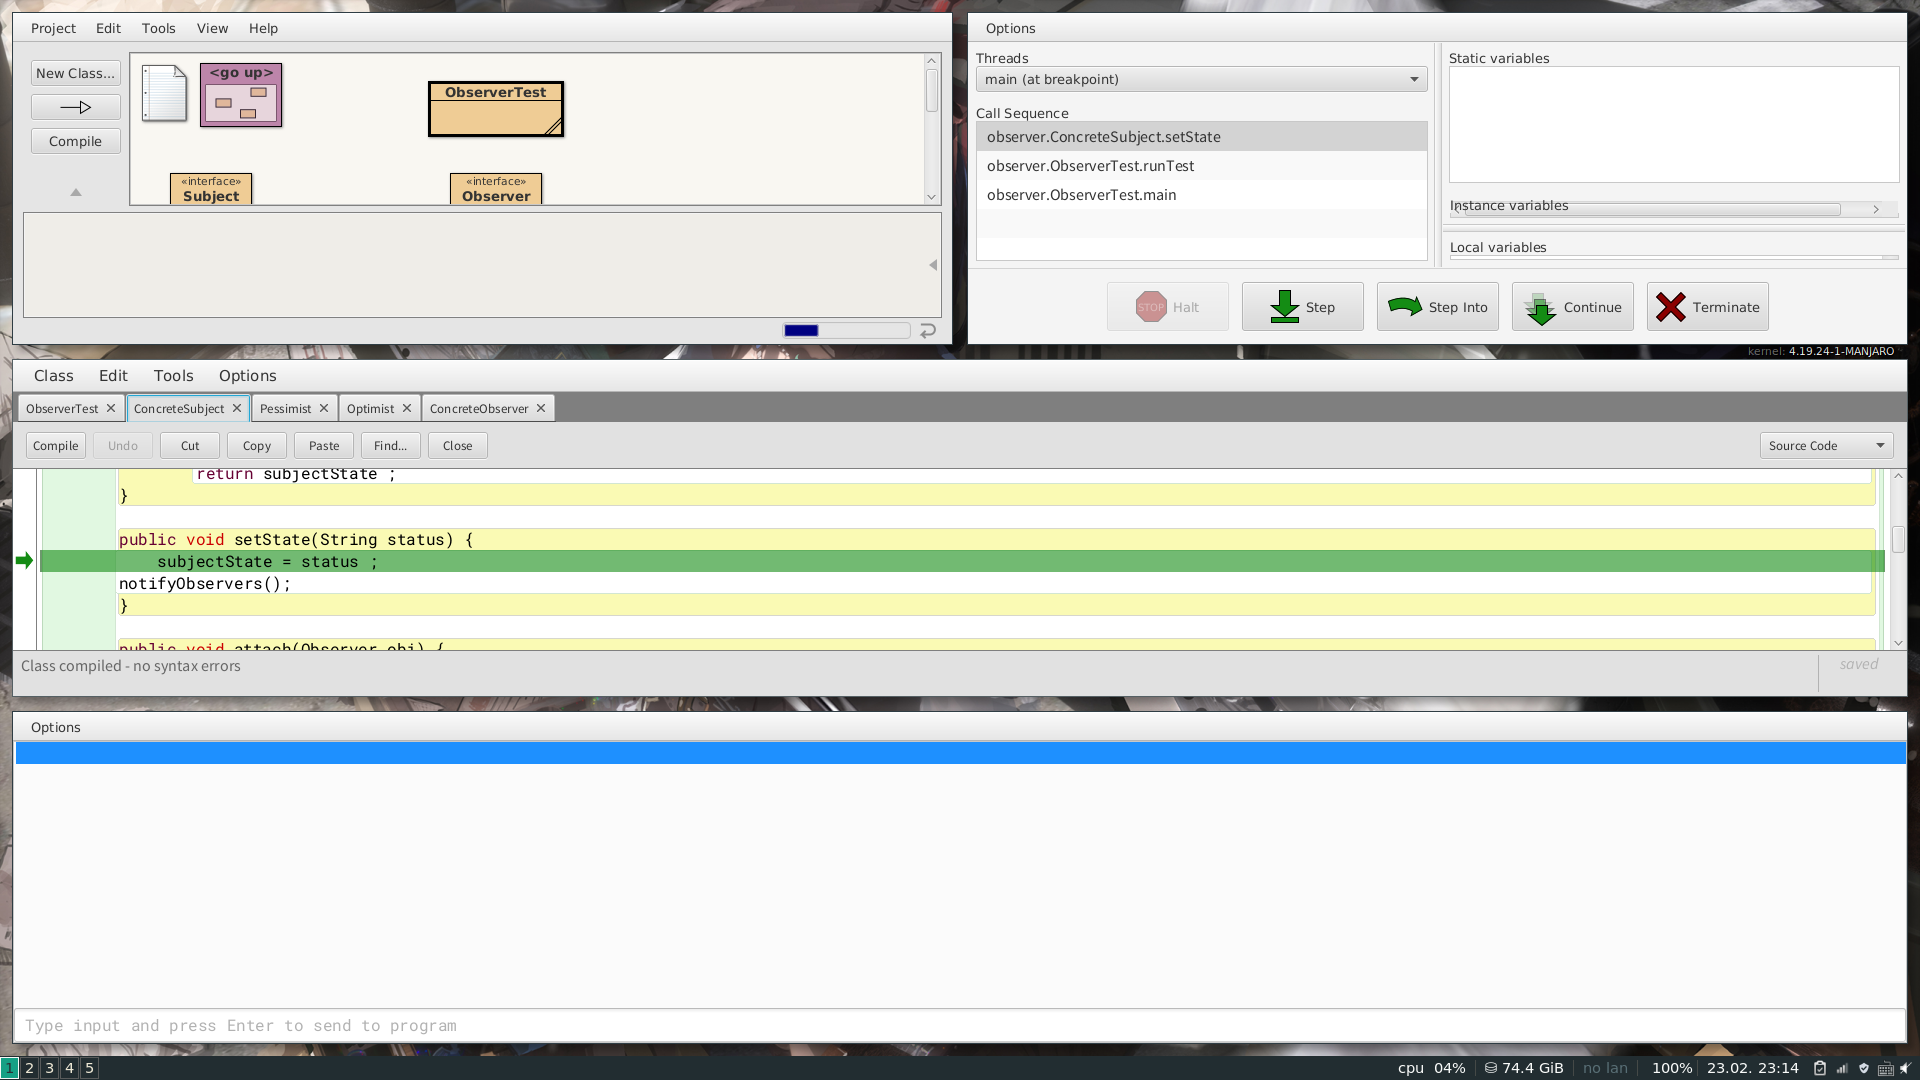 Project Edit Tools View Help
New Class...
Compile
<go up>
ObserverTest
«interface»
Subject
«interface»
Observer
Options
Threads
main (at breakpoint)
Call Sequence
observer.ConcreteSubject.setState
observer.ObserverTest.runTest
observer.ObserverTest.main
Static variables
Instance variables
Local variables
STOP Halt
Step
Step Into
Continue
Terminate
kernel: 4.19.24-1-MANJARO
Class Edit Tools Options
ObserverTest ConcreteSubject Pessimist Optimist ConcreteObserver
Compile Undo Cut Copy Paste Find... Close
Source Code
return subjectState ;
}
public void setState(String status) {
subjectState = status ;
notifyObservers();
}
public void attach(Observer obj) {
Class compiled - no syntax errors
saved
Options
Type input and press Enter to send to program
1 2 3 4 5
cpu 04% 74.4 GiB no lan 100% 23.02. 23:14